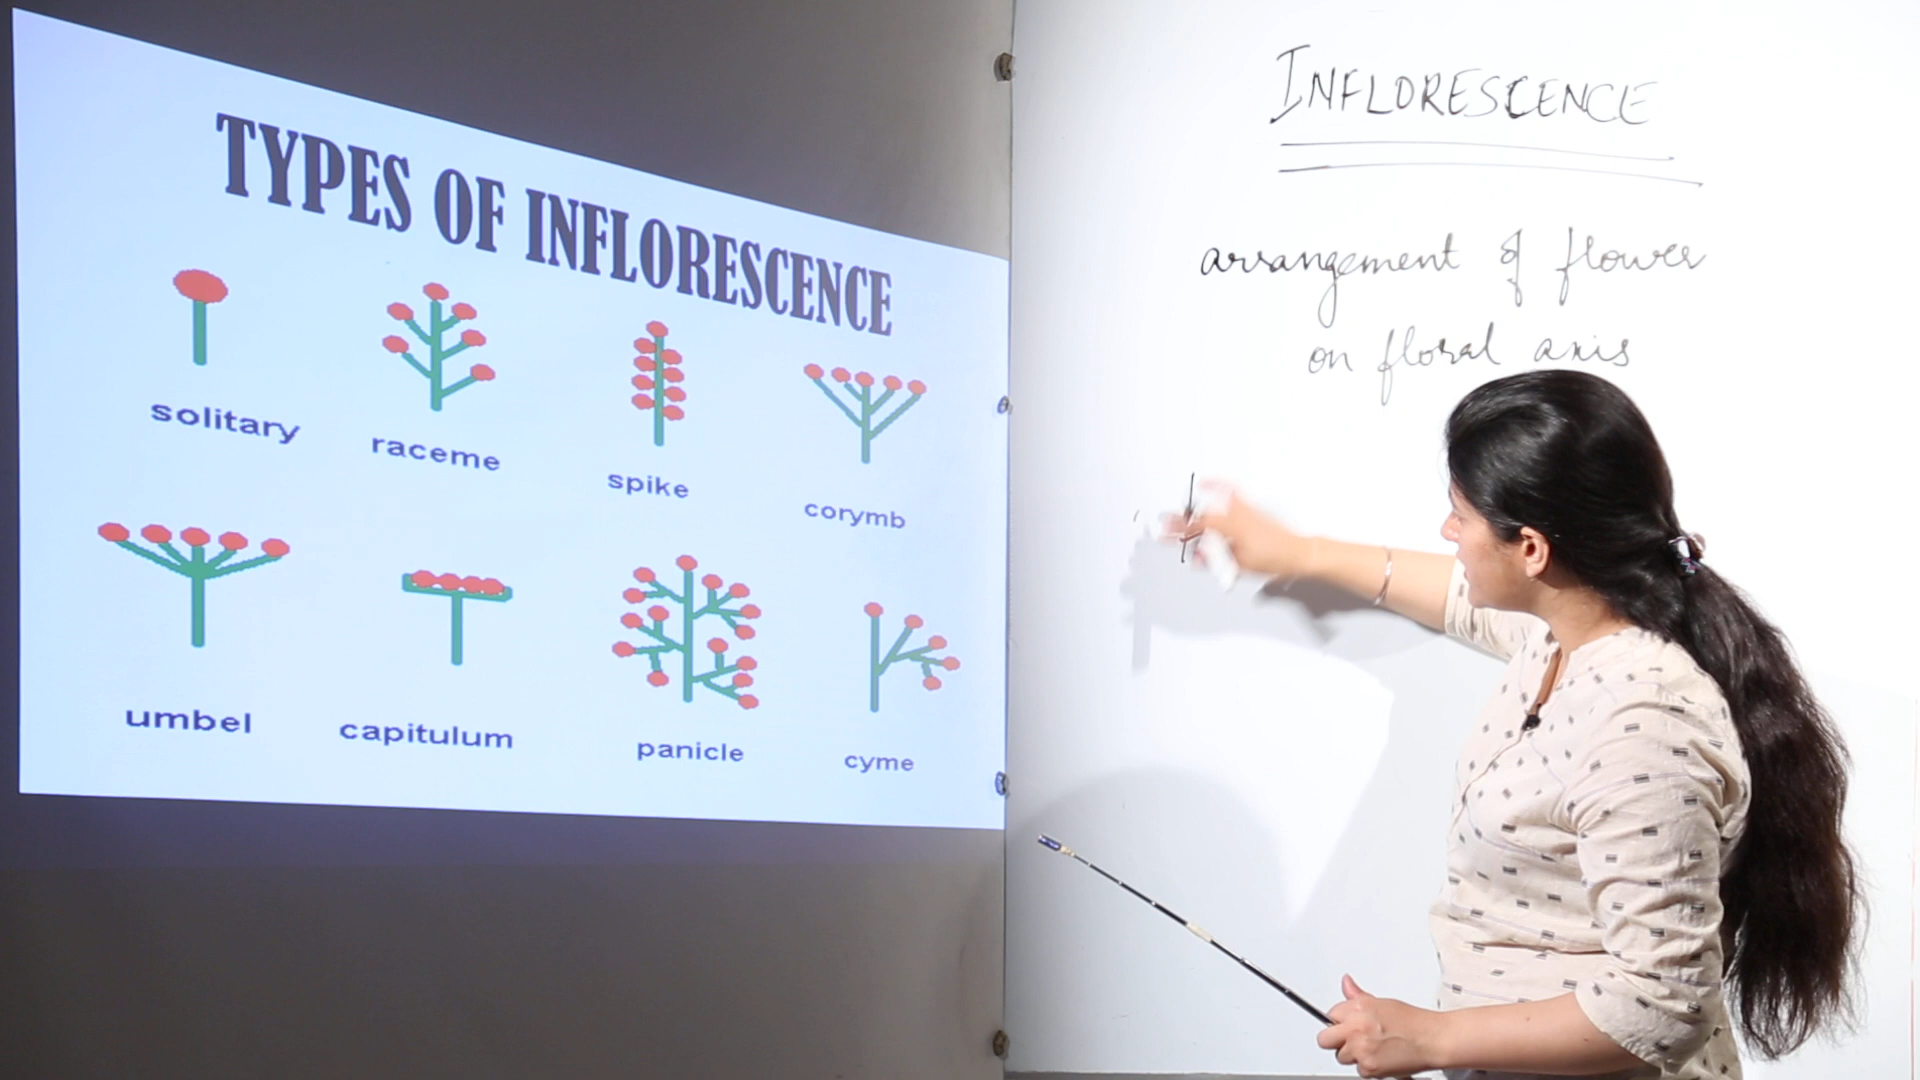 TYPES OF INFLORESCENCE
solitary
raceme
spike
corymb
umbel
capitulum
panicle
cyme
INFLORESCENCE
arrangement of flower
on floral axis